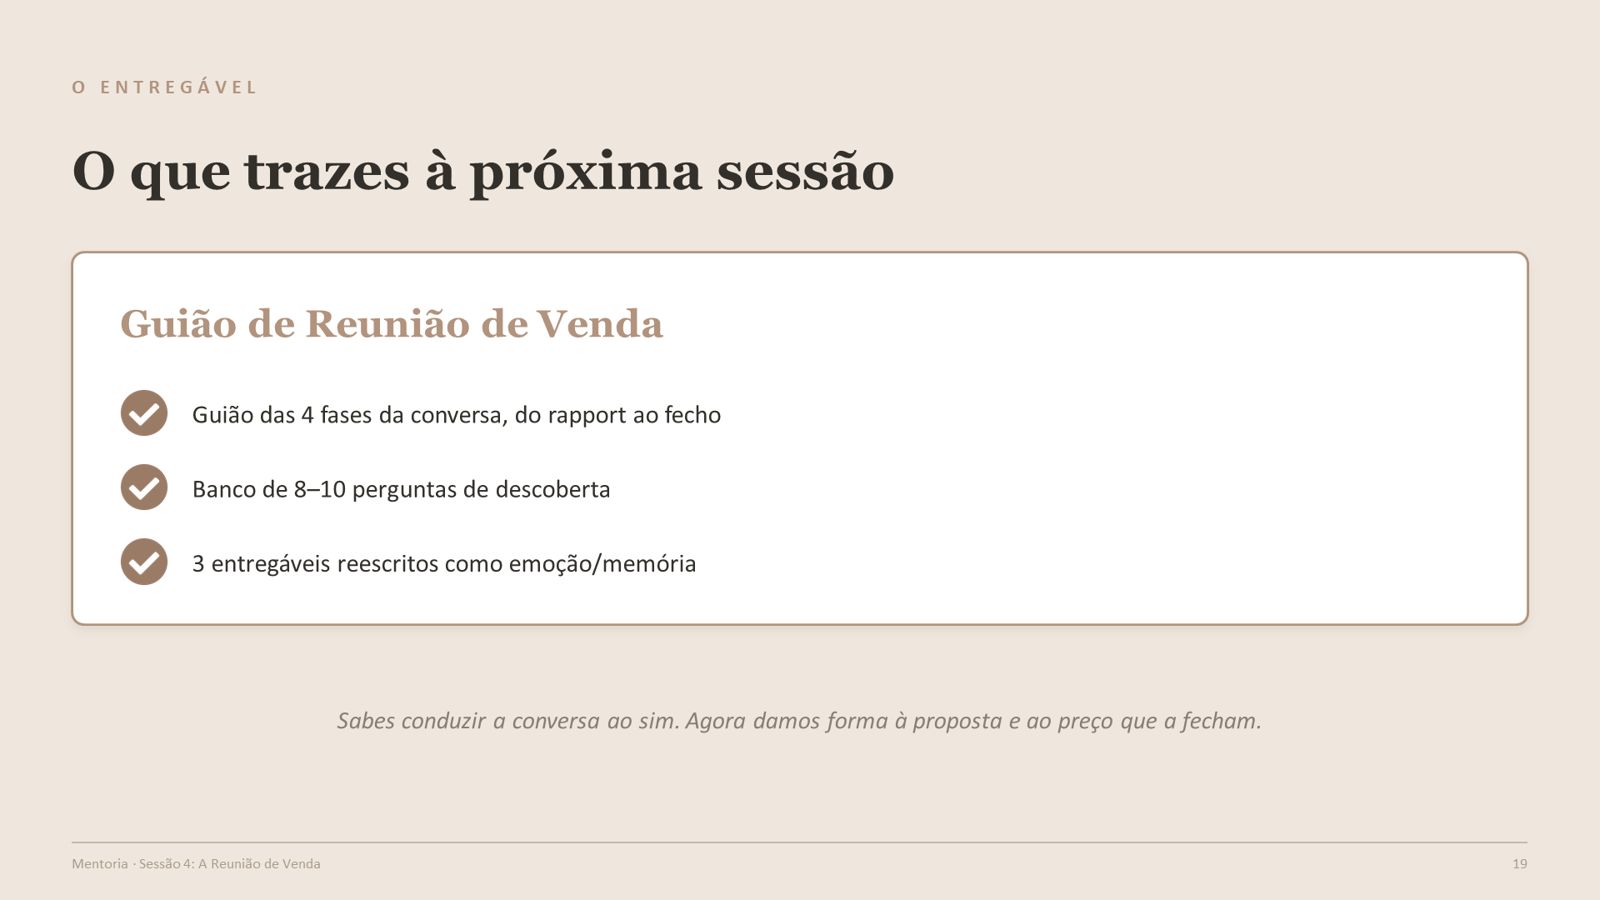 O ENTREGÁVEL
O que trazes à próxima sessão
Guião de Reunião de Venda
Guião das 4 fases da conversa, do rapport ao fecho
Banco de 8–10 perguntas de descoberta
3 entregáveis reescritos como emoção/memória
Sabes conduzir a conversa ao sim. Agora damos forma à proposta e ao preço que a fecham.
Mentoria · Sessão 4: A Reunião de Venda
19